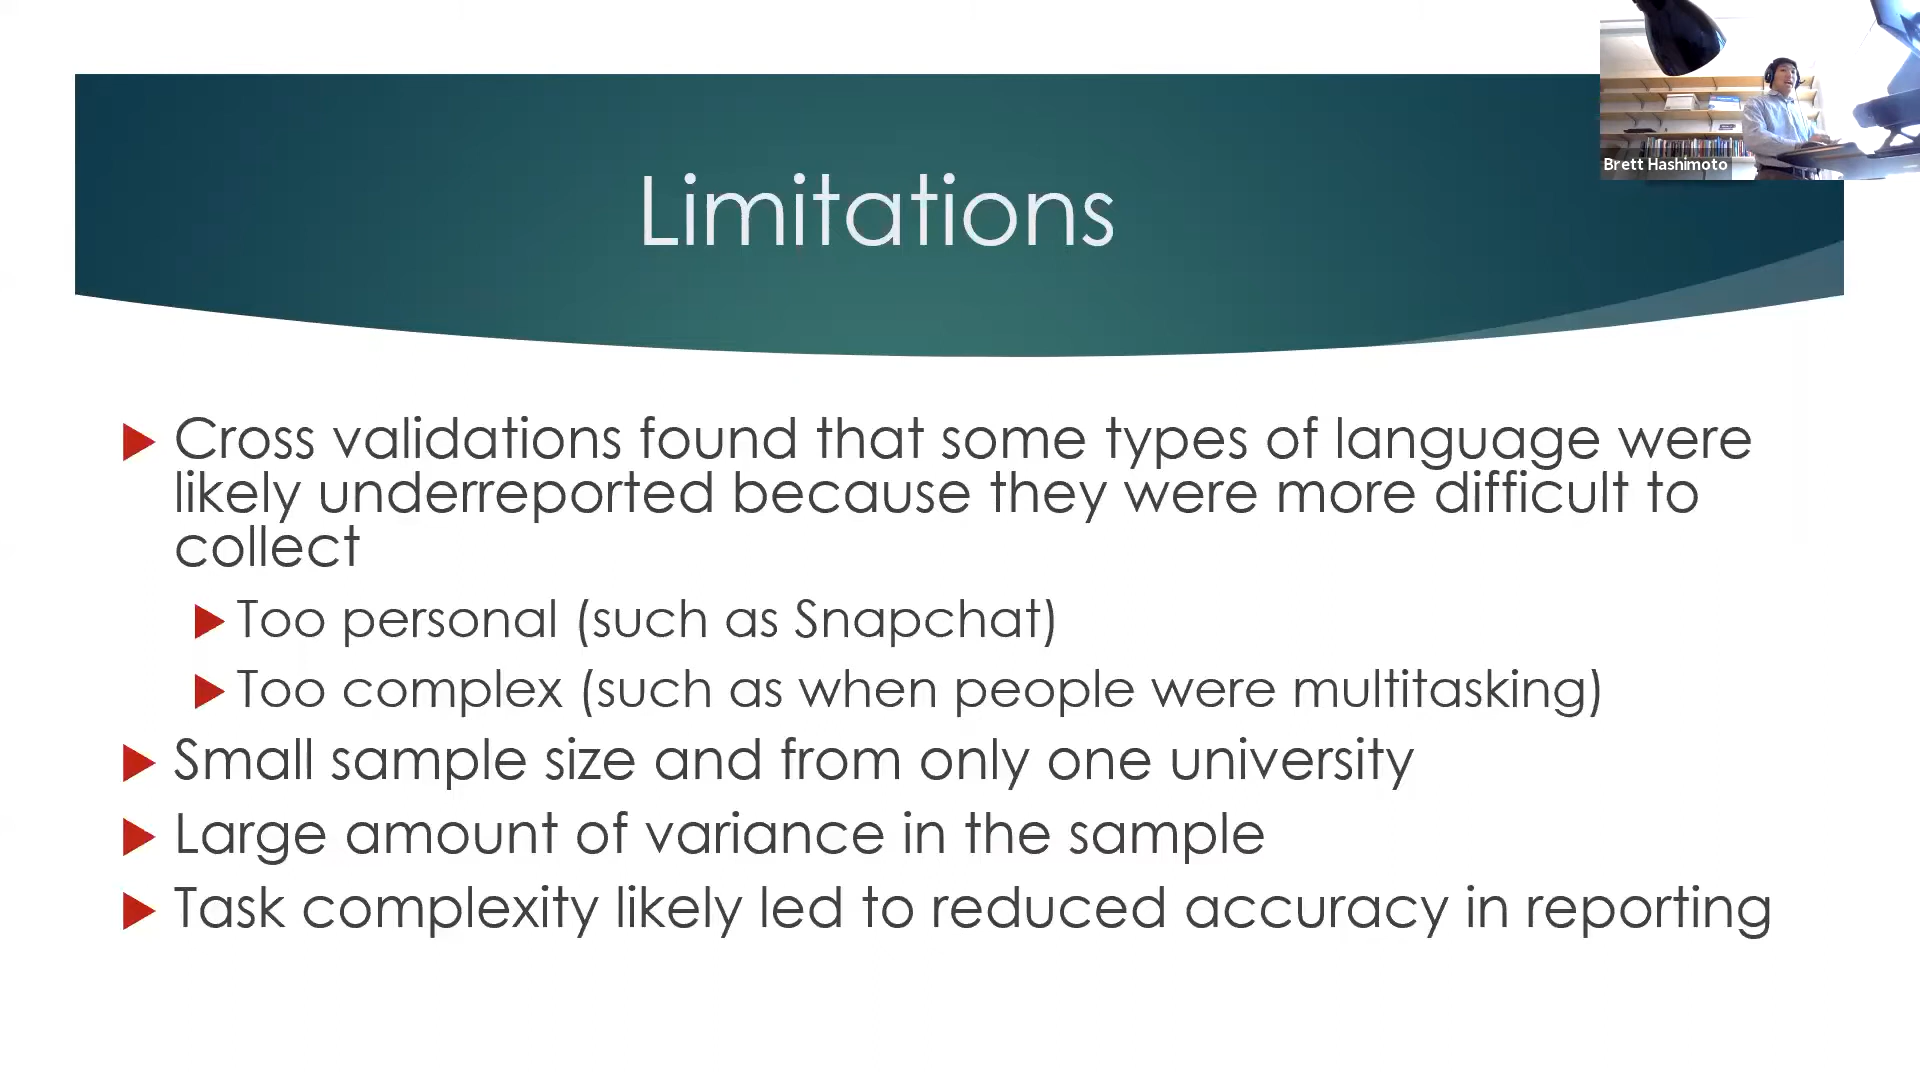 Brett Hashimoto
Limitations
Cross validations found that some types of language were
likely underreported because they were more difficult to
collect
Too personal (such as Snapchat)
Too complex (such as when people were multitasking)
Small sample size and from only one university
Large amount of variance in the sample
Task complexity likely led to reduced accuracy in reporting